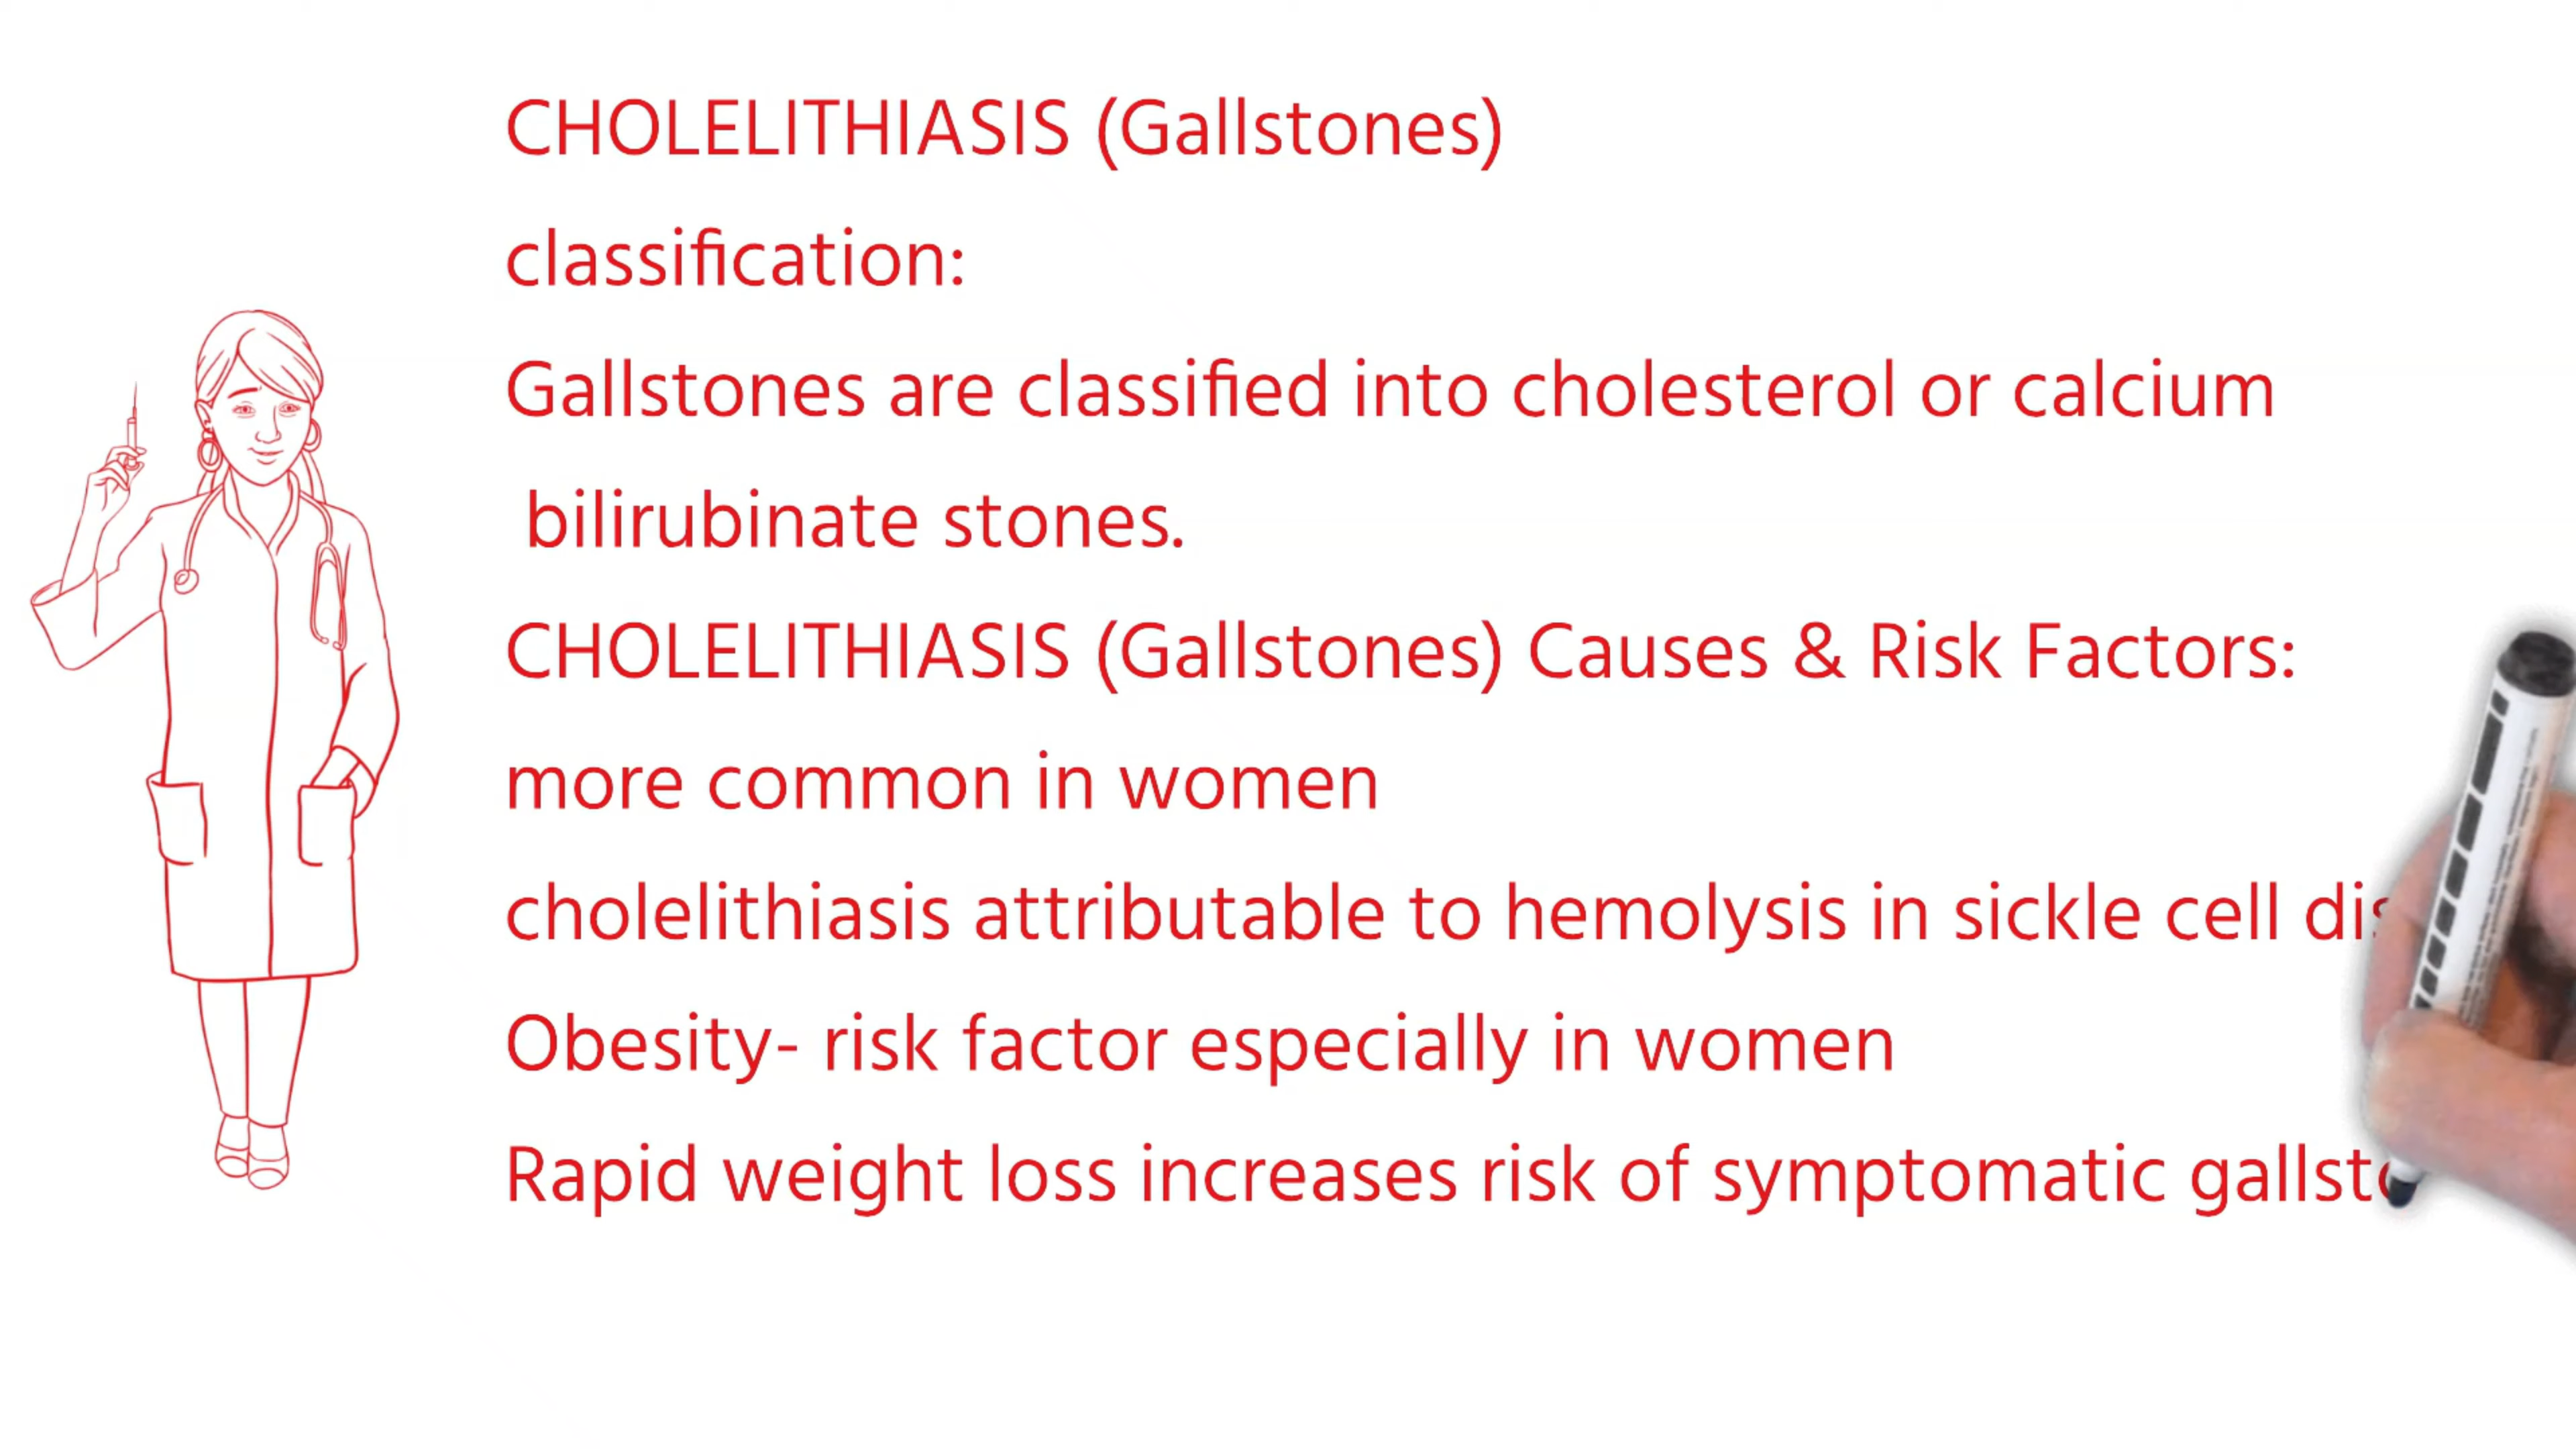 CHOLELITHIASIS (Gallstones)
classification:
Gallstones are classified into cholesterol or calcium
bilirubinate stones.
CHOLELITHIASIS (Gallstones) Causes & Risk Factors:
more common in women
cholelithiasis attributable to hemolysis in sickle cell
Obesity- risk factor especially in women
Rapid weight loss increases risk of symptomatic